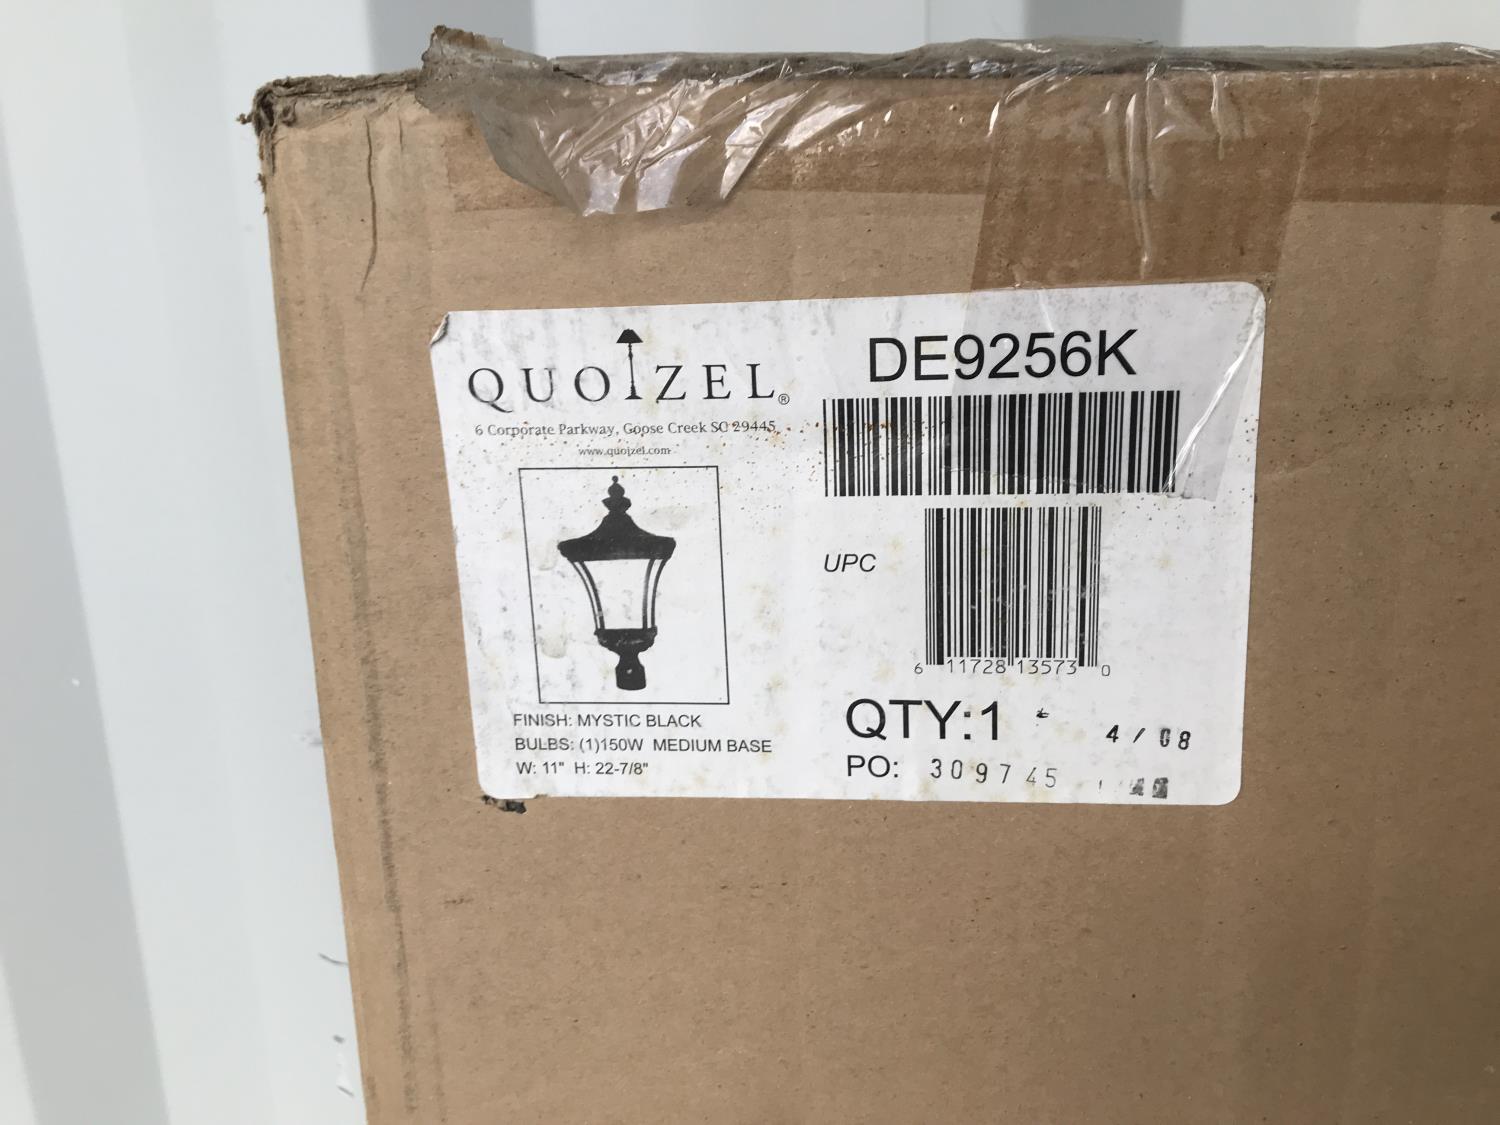 QUOIZEL®
6 Corporate Parkway, Goose Creek SC 29445
www.quoizel.com
FINISH: MYSTIC BLACK
BULBS: (1)150W MEDIUM BASE
W: 11" H: 22-7/8"
DE9256K
UPC
6 11728 13573 0
QTY:1
4/08
PO: 309745